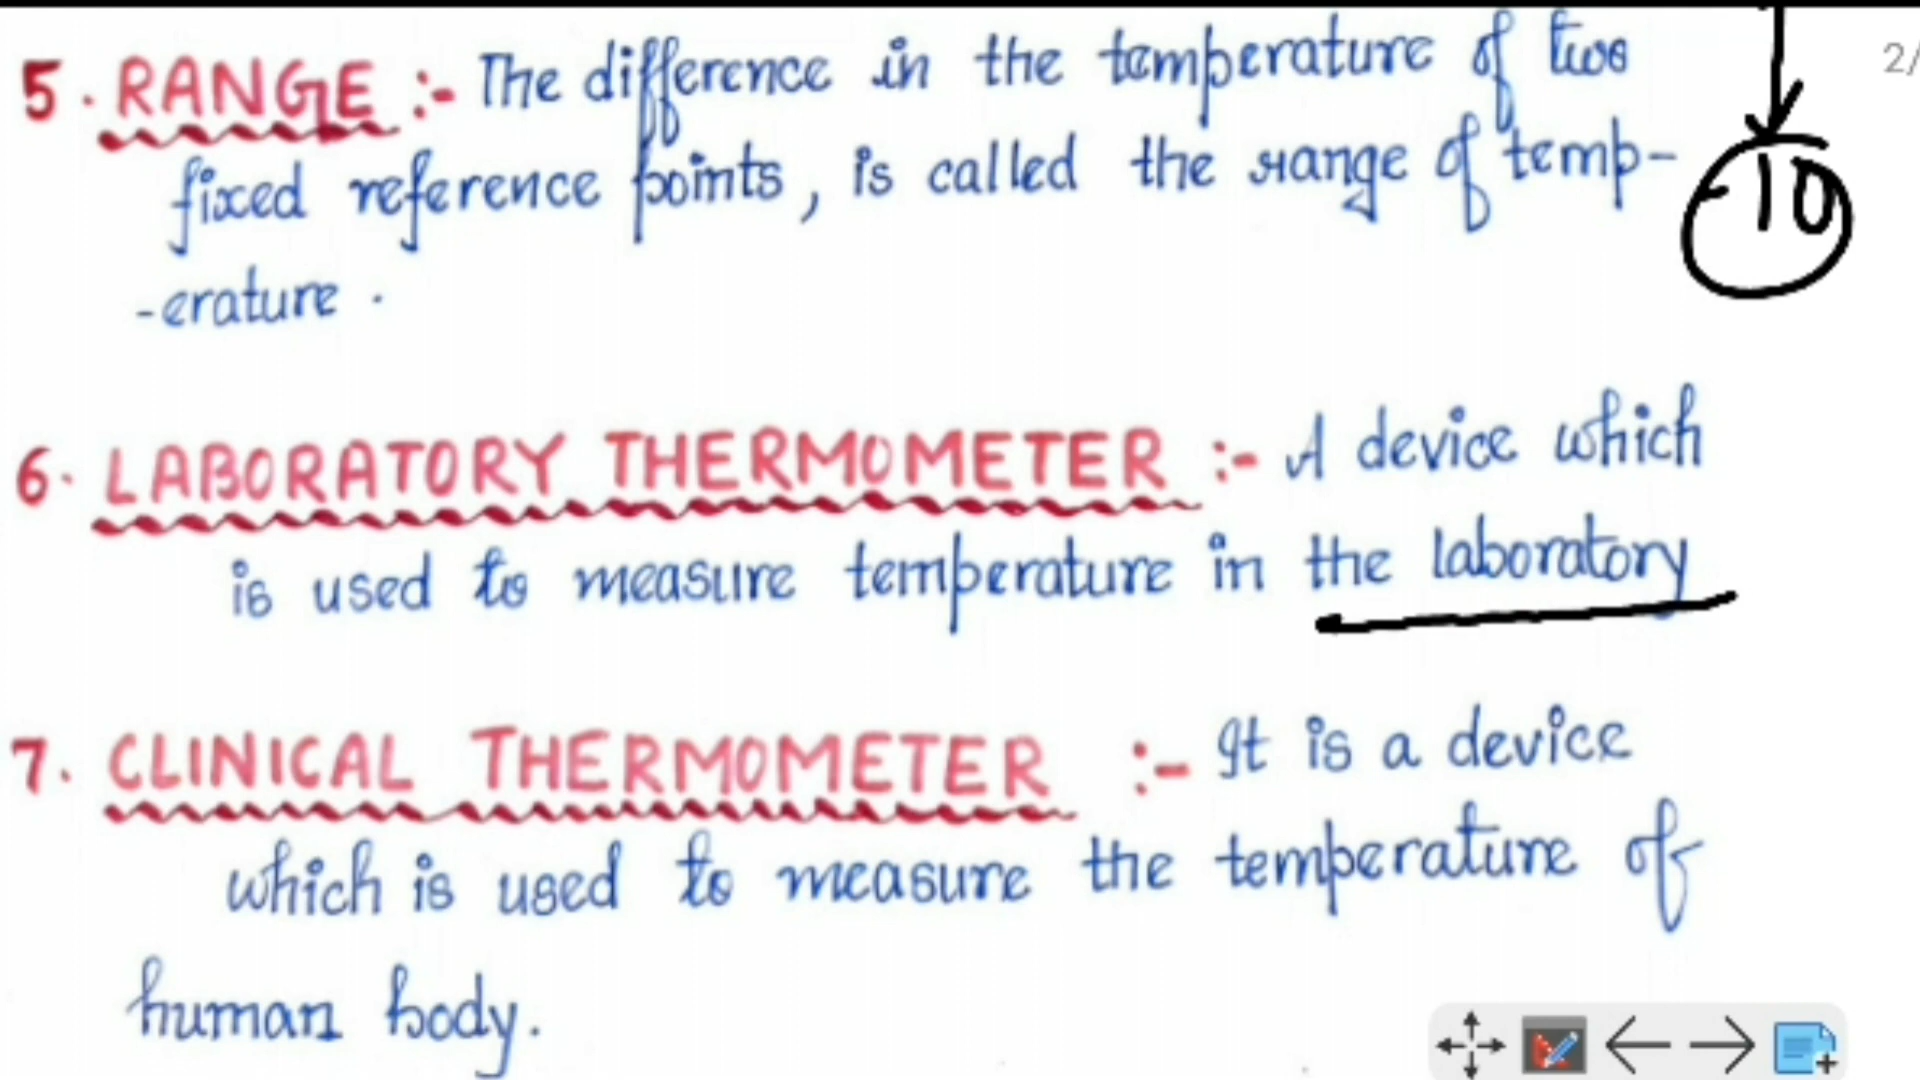 5. RANGE :- The difference in the temperature of two
2/
fixed reference points, is called the range of temp-
-10
-erature.
6. LABORATORY THERMOMETER :- A device which
is used to measure temperature in the laboratory
7. CLINICAL THERMOMETER :- It is a device
which is used to measure the temperature of
human body.